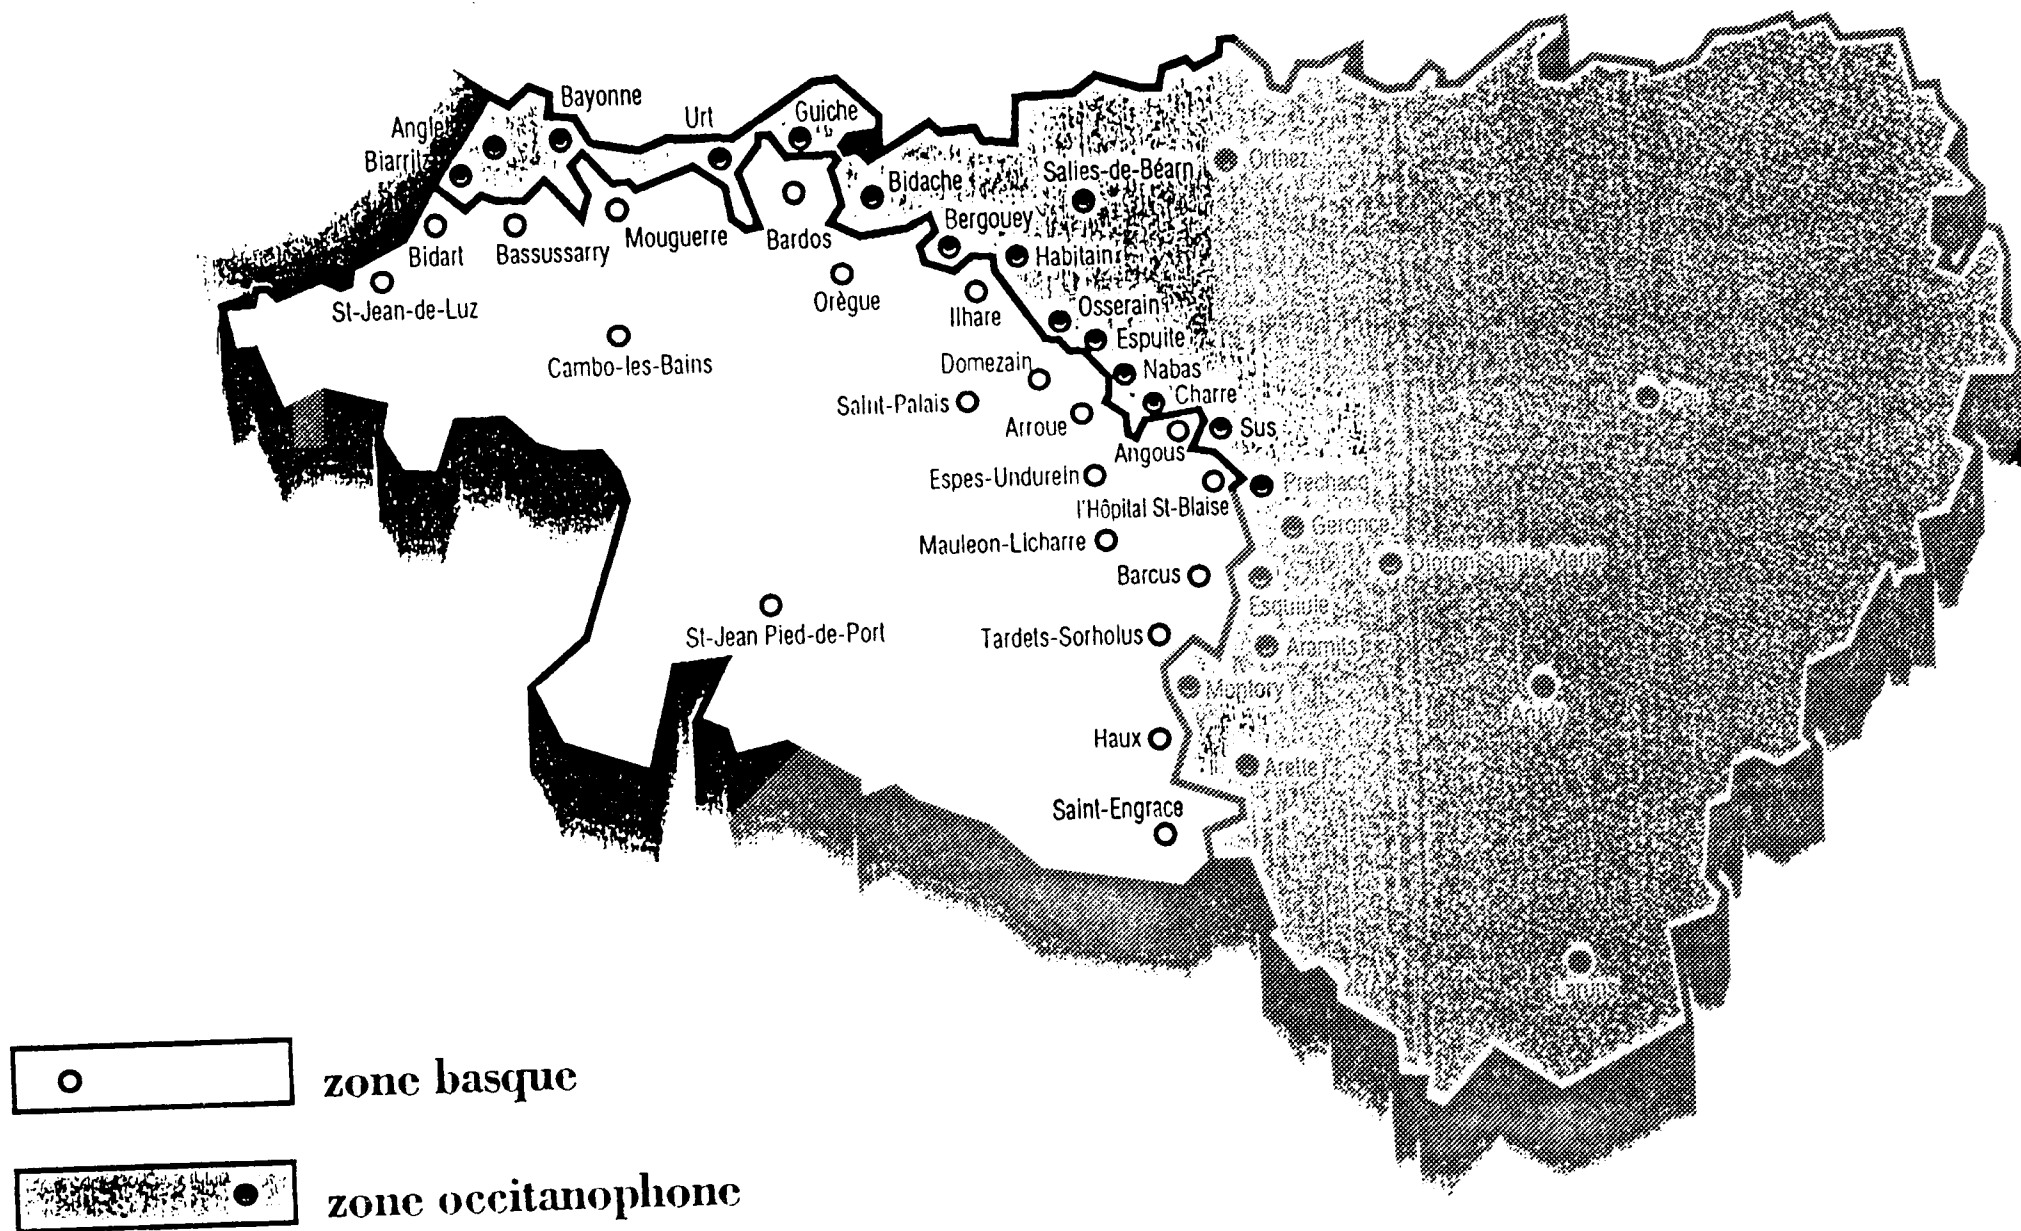 Bayonne
Urt
Guiche
Anglet
Biarritz
Bidache
Salies-de-Béarn
Orthez
Bergouey
Habitain
Bidart
Bassussarry
Mouguerre
Bardos
Orègue
Ilhare
Osserain
Espuite
St-Jean-de-Luz
Cambo-les-Bains
Domezain
Nabas
Charre
Saint-Palais
Arroue
Sus
Angous
Pau
Espes-Undurein
Prechacq
l'Hôpital St-Blaise
Geronce
Mauleon-Licharre
Barcus
Esquiule
St-Jean Pied-de-Port
Tardets-Sorholus
Aramits
Montory
Haux
Arette
Saint-Engrace
zone basque
zone occitanophone